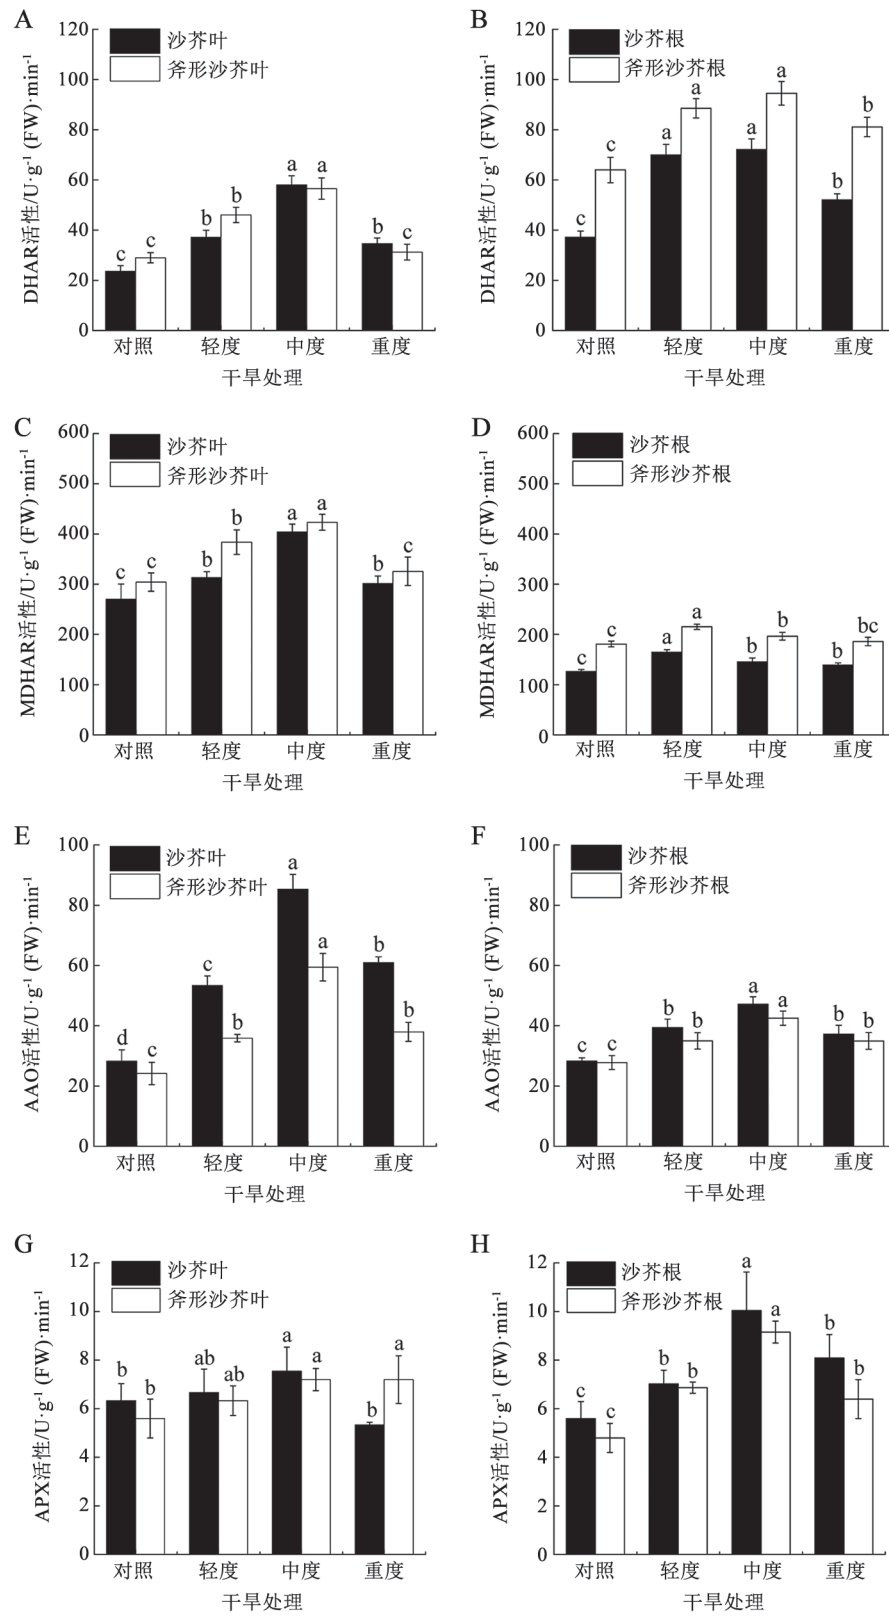 A
沙芥叶
斧形沙芥叶
DHAR活性/U·g⁻¹ (FW)·min⁻¹
120
100
80
60
40
20
0
c c b b a a b c
对照 轻度 中度 重度
干旱处理
B
沙芥根
斧形沙芥根
DHAR活性/U·g⁻¹ (FW)·min⁻¹
120
100
80
60
40
20
0
c c a a a a b b
对照 轻度 中度 重度
干旱处理
C
沙芥叶
斧形沙芥叶
MDHAR活性/U·g⁻¹ (FW)·min⁻¹
600
500
400
300
200
100
0
c c b b a a b c
对照 轻度 中度 重度
干旱处理
D
沙芥根
斧形沙芥根
MDHAR活性/U·g⁻¹ (FW)·min⁻¹
600
500
400
300
200
100
0
c c a a b b b bc
对照 轻度 中度 重度
干旱处理
E
沙芥叶
斧形沙芥叶
AAO活性/U·g⁻¹ (FW)·min⁻¹
100
80
60
40
20
0
d c c b a a b b
对照 轻度 中度 重度
干旱处理
F
沙芥根
斧形沙芥根
AAO活性/U·g⁻¹ (FW)·min⁻¹
100
80
60
40
20
0
c c b b a a b b
对照 轻度 中度 重度
干旱处理
G
沙芥叶
斧形沙芥叶
APX活性/U·g⁻¹ (FW)·min⁻¹
12
10
8
6
4
2
0
b b ab ab a a b a
对照 轻度 中度 重度
干旱处理
H
沙芥根
斧形沙芥根
APX活性/U·g⁻¹ (FW)·min⁻¹
12
10
8
6
4
2
0
c c b b a a b b
对照 轻度 中度 重度
干旱处理